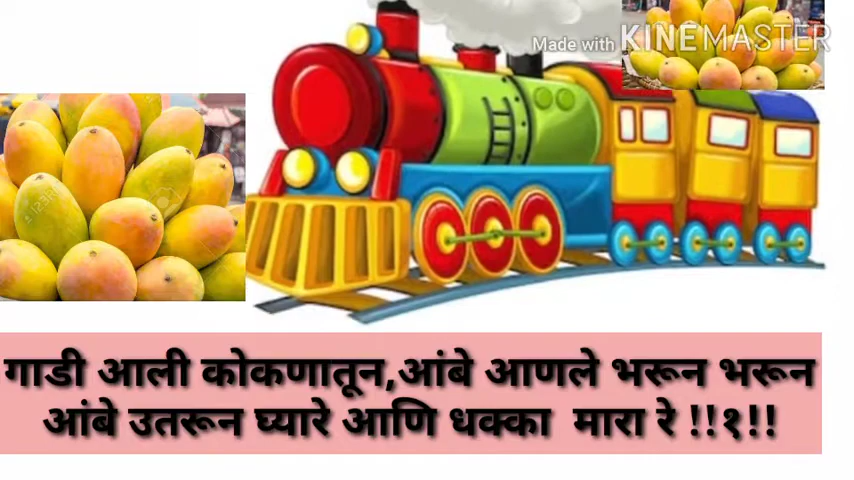 Made with KINEMASTER
गाडी आली कोकणातून,आंबे आणले भरून भरून
आंबे उतरून घ्यारे आणि धक्का मारा रे !!१!!